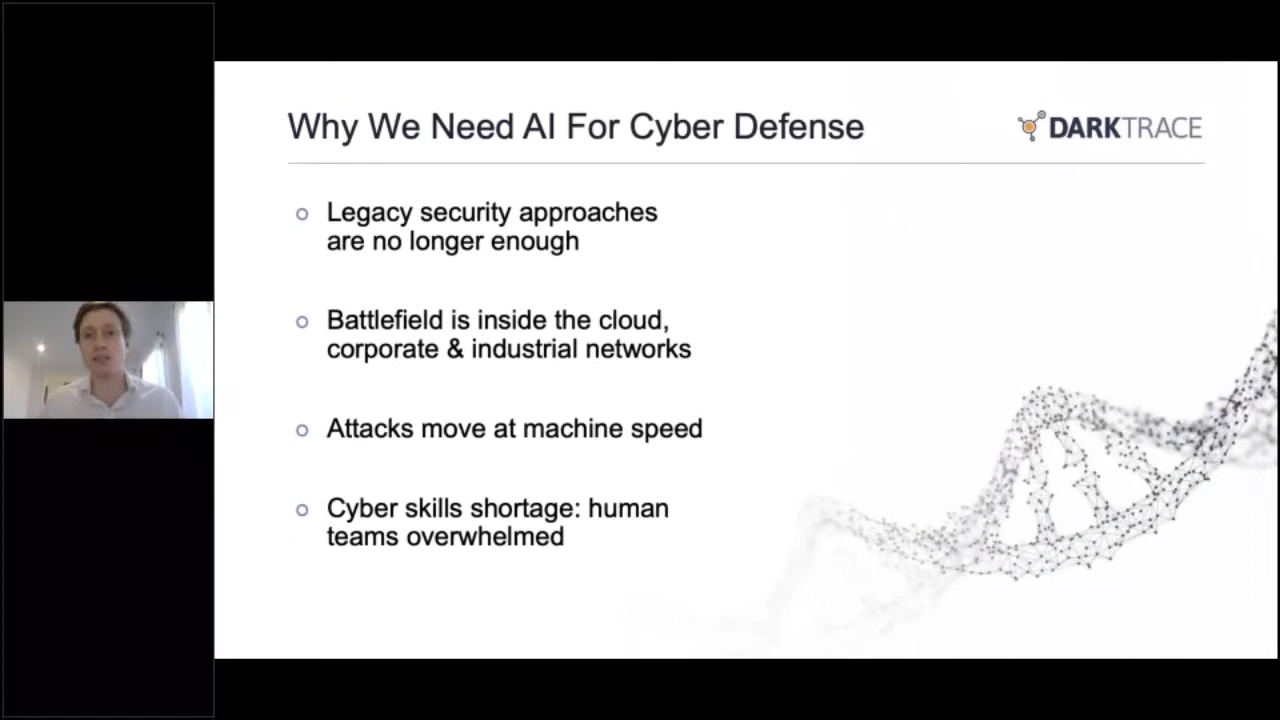 Why We Need AI For Cyber Defense
DARKTRACE
Legacy security approaches
are no longer enough
Battlefield is inside the cloud,
corporate & industrial networks
Attacks move at machine speed
Cyber skills shortage: human
teams overwhelmed